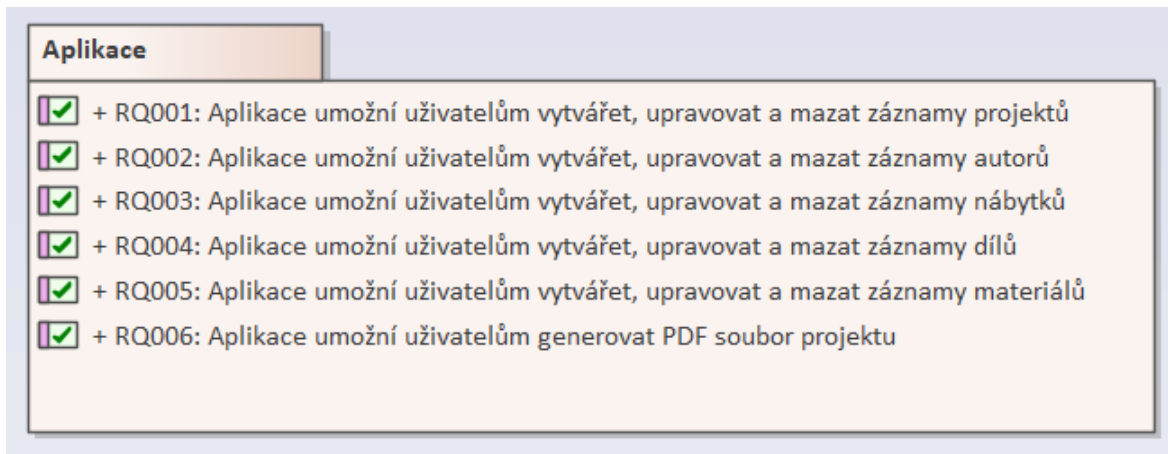 Aplikace
+ RQ001: Aplikace umožní uživatelům vytvářet, upravovat a mazat záznamy projektů
+ RQ002: Aplikace umožní uživatelům vytvářet, upravovat a mazat záznamy autorů
+ RQ003: Aplikace umožní uživatelům vytvářet, upravovat a mazat záznamy nábytků
+ RQ004: Aplikace umožní uživatelům vytvářet, upravovat a mazat záznamy dílů
+ RQ005: Aplikace umožní uživatelům vytvářet, upravovat a mazat záznamy materiálů
+ RQ006: Aplikace umožní uživatelům generovat PDF soubor projektu